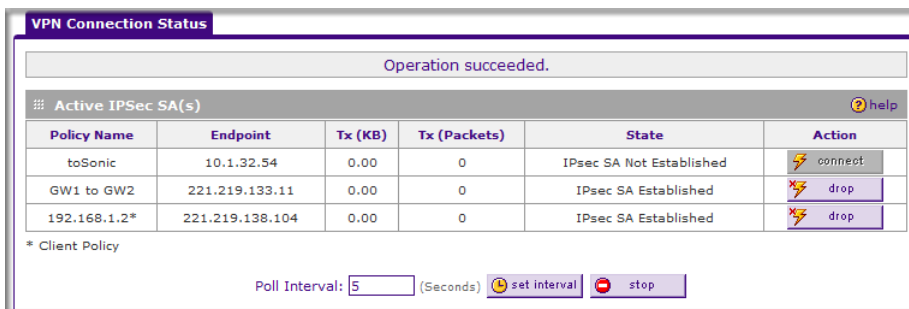 VPN Connection Status
Operation succeeded.
Active IPSec SA(s) help
Policy Name Endpoint Tx (KB) Tx (Packets) State Action
toSonic 10.1.32.54 0.00 0 IPsec SA Not Established connect
GW1 to GW2 221.219.133.11 0.00 0 IPsec SA Established drop
192.168.1.2* 221.219.138.104 0.00 0 IPsec SA Established drop
* Client Policy
Poll Interval: 5 (Seconds) set interval stop